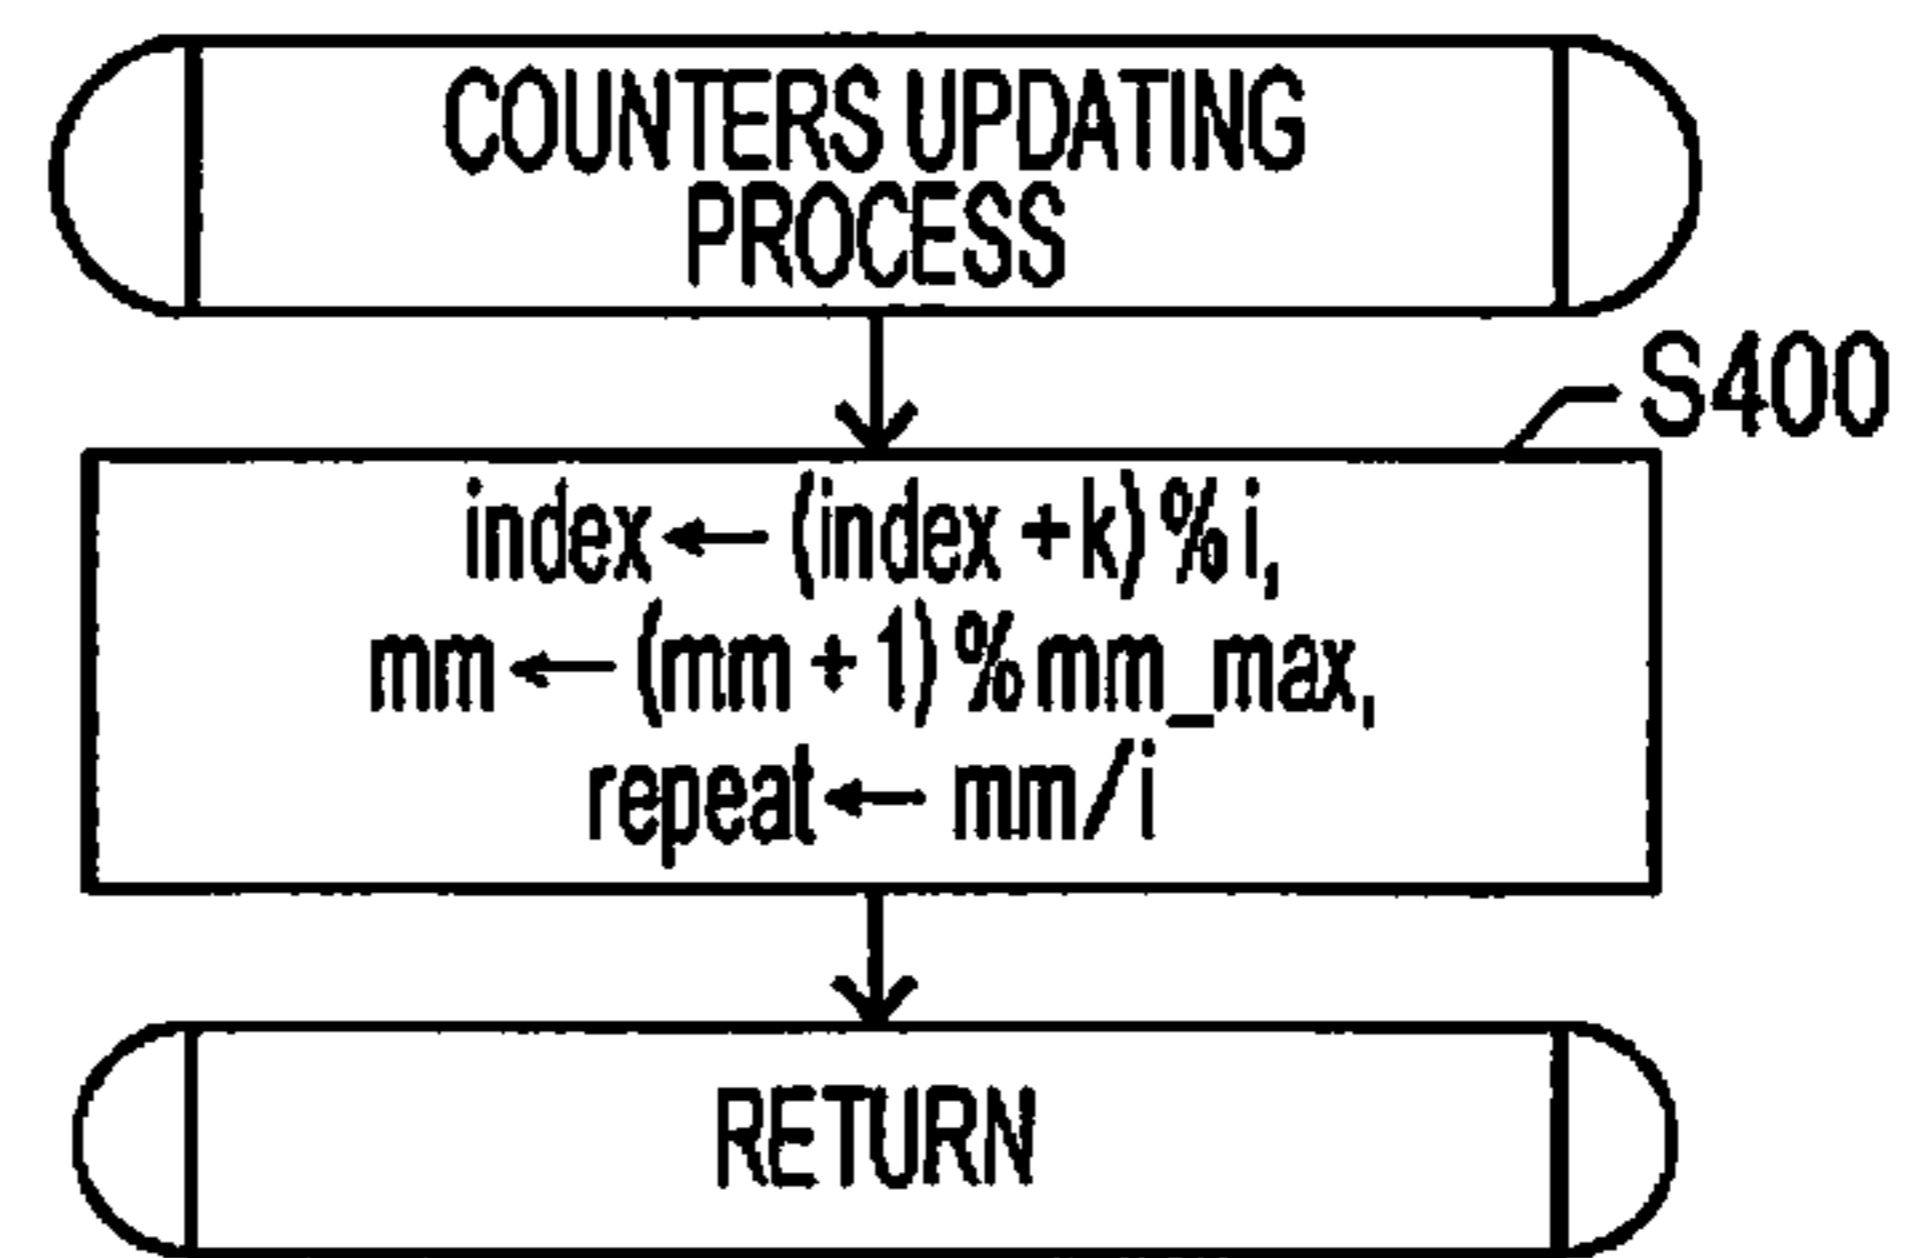 COUNTERS UPDATING
PROCESS
S400
index ← (index + k) % i,
mm ← (mm + 1) % mm_max,
repeat ← mm/i
RETURN